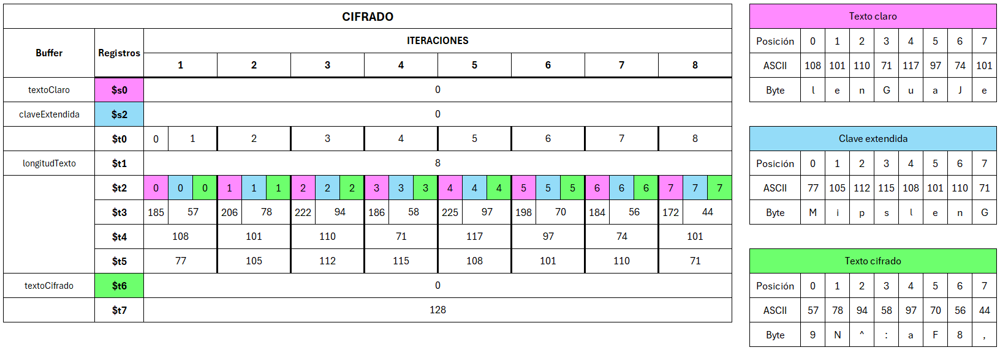 CIFRADO
Buffer Registros ITERACIONES
1 2 3 4 5 6 7 8
textoClaro $s0 0
claveExtendida $s2 0
$t0 0 1 2 3 4 5 6 7 8
longitudTexto $t1 8
$t2 0 0 0 1 1 1 2 2 2 3 3 3 4 4 4 5 5 5 6 6 6 7 7 7
$t3 185 57 206 78 222 94 186 58 225 97 198 70 184 56 172 44
$t4 108 101 110 71 117 97 74 101
$t5 77 105 112 115 108 101 110 71
textoCifrado $t6 0
$t7 128
Texto claro
Posición 0 1 2 3 4 5 6 7
ASCII 108 101 110 71 117 97 74 101
Byte l e n G u a J e
Clave extendida
Posición 0 1 2 3 4 5 6 7
ASCII 77 105 112 115 108 101 110 71
Byte M i p s l e n G
Texto cifrado
Posición 0 1 2 3 4 5 6 7
ASCII 57 78 94 58 97 70 56 44
Byte 9 N ^ : a F 8 ,